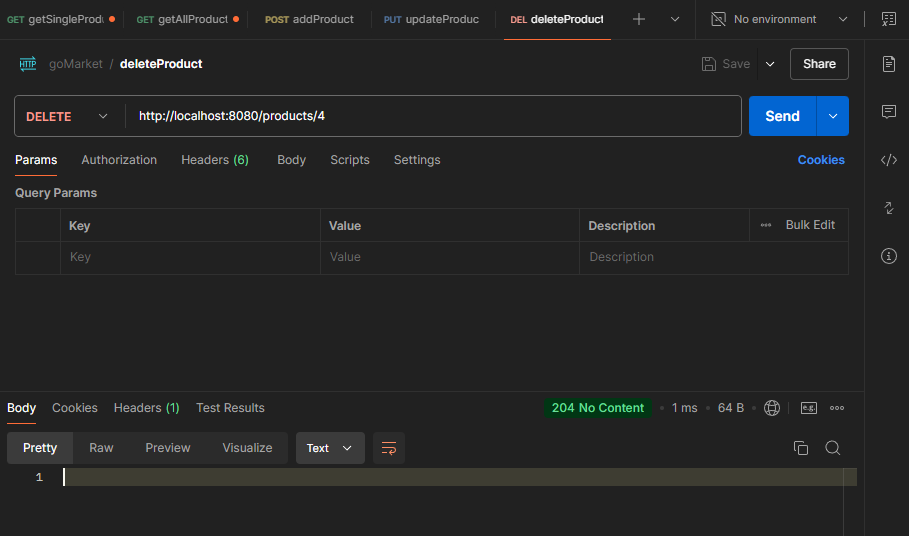 GET getSingleProdu GET getAllProduct POST addProduct PUT updateProduc DEL deleteProduct No environment
HTTP goMarket / deleteProduct Save Share
DELETE http://localhost:8080/products/4 Send
Params Authorization Headers (6) Body Scripts Settings Cookies
Query Params
Key Value Description Bulk Edit
Key Value Description
Body Cookies Headers (1) Test Results 204 No Content 1 ms 64 B e.g.
Pretty Raw Preview Visualize Text
1